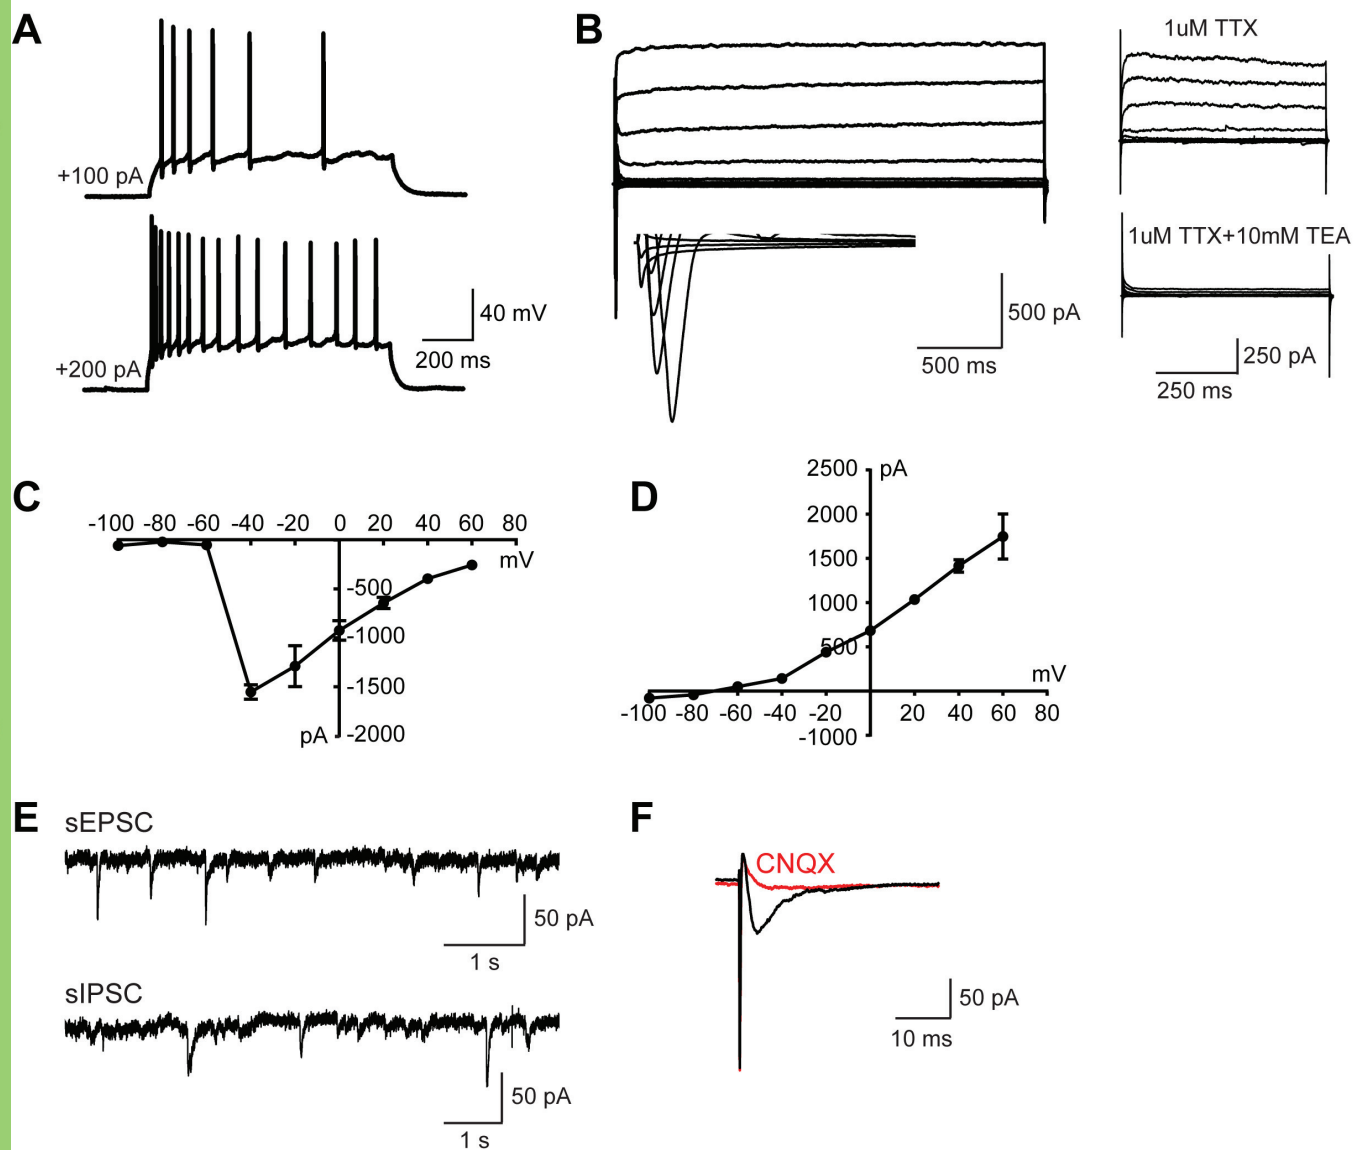 A
+100 pA
+200 pA
40 mV
200 ms
B
500 pA
500 ms
1uM TTX
1uM TTX+10mM TEA
250 pA
250 ms
C
-100 -80 -60 -40 -20 0 20 40 60 80
mV
-500
-1000
-1500
pA -2000
D
2500 pA
2000
1500
1000
500
mV
-100 -80 -60 -40 -20 20 40 60 80
-1000
E
sEPSC
50 pA
1 s
sIPSC
50 pA
1 s
F
CNQX
50 pA
10 ms